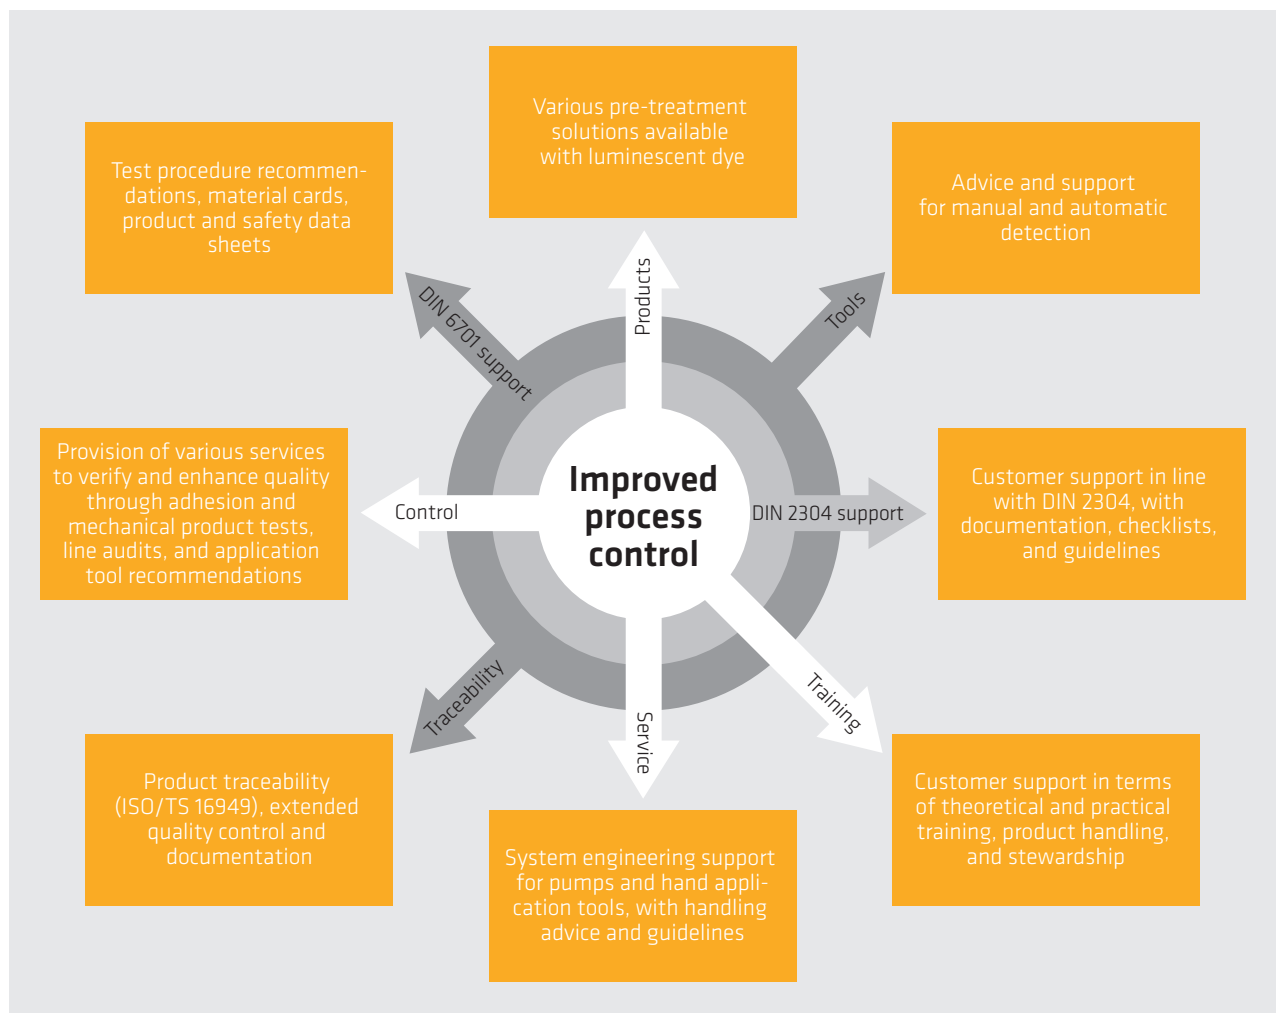 Various pre-treatment
solutions available
with luminescent dye
Test procedure recommen-
dations, material cards,
product and safety data
sheets
Advice and support
for manual and automatic
detection
Products
DIN 6701 support
Tools
Provision of various services
to verify and enhance quality
through adhesion and
mechanical product tests,
line audits, and application
tool recommendations
Control
Improved
process
control
DIN 2304 support
Customer support in line
with DIN 2304, with
documentation, checklists,
and guidelines
Traceability
Service
Training
Product traceability
(ISO/TS 16949), extended
quality control and
documentation
System engineering support
for pumps and hand appli-
cation tools, with handling
advice and guidelines
Customer support in terms
of theoretical and practical
training, product handling,
and stewardship